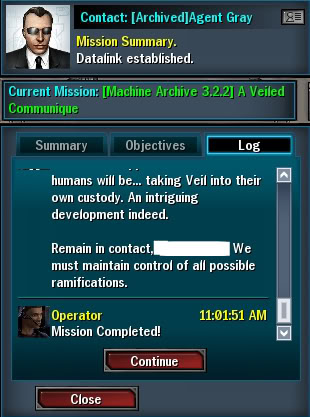 Contact: [Archived]Agent Gray
Mission Summary.
Datalink established.
Current Mission: [Machine Archive 3.2.2] A Veiled
Communique
Summary
Objectives
Log
humans will be... taking Veil into their
own custody. An intriguing
development indeed.
Remain in contact, We
must maintain control of all possible
ramifications.
Operator 11:01:51 AM
Mission Completed!
Continue
Close